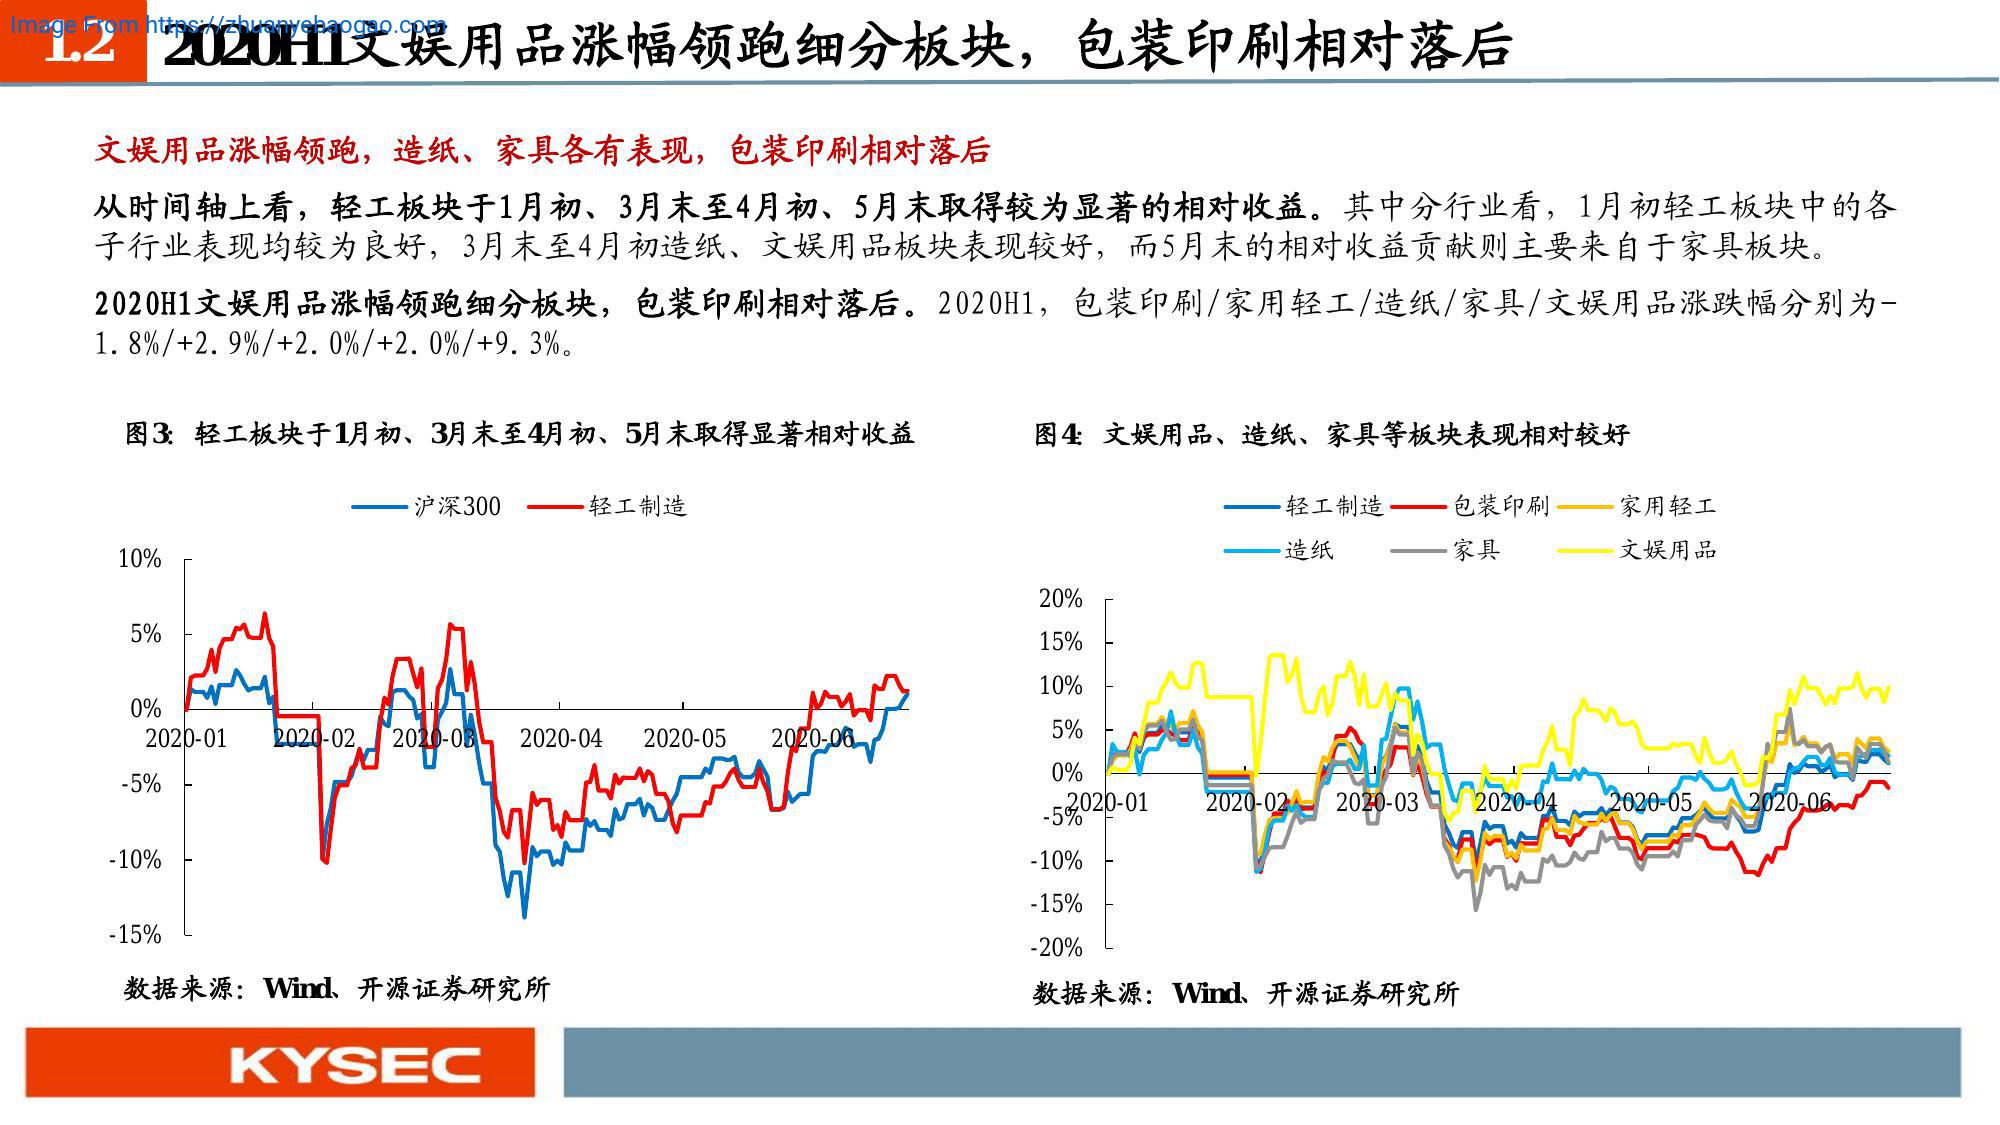 Image From https://zhuanyebaogao.com
1.2
2020H1文娱用品涨幅领跑细分板块，包装印刷相对落后
文娱用品涨幅领跑，造纸、家具各有表现，包装印刷相对落后
从时间轴上看，轻工板块于1月初、3月末至4月初、5月末取得较为显著的相对收益。其中分行业看，1月初轻工板块中的各
子行业表现均较为良好，3月末至4月初造纸、文娱用品板块表现较好，而5月末的相对收益贡献则主要来自于家具板块。
2020H1文娱用品涨幅领跑细分板块，包装印刷相对落后。2020H1，包装印刷/家用轻工/造纸/家具/文娱用品涨跌幅分别为-
1.8%/+2.9%/+2.0%/+2.0%/+9.3%。
图3：轻工板块于1月初、3月末至4月初、5月末取得显著相对收益
沪深300 轻工制造
10%
5%
0%
-5%
-10%
-15%
2020-01 2020-02 2020-03 2020-04 2020-05 2020-06
数据来源：Wind、开源证券研究所
图4：文娱用品、造纸、家具等板块表现相对较好
轻工制造 包装印刷 家用轻工
造纸 家具 文娱用品
20%
15%
10%
5%
0%
-5%
-10%
-15%
-20%
2020-01 2020-02 2020-03 2020-04 2020-05 2020-06
数据来源：Wind、开源证券研究所
KYSEC